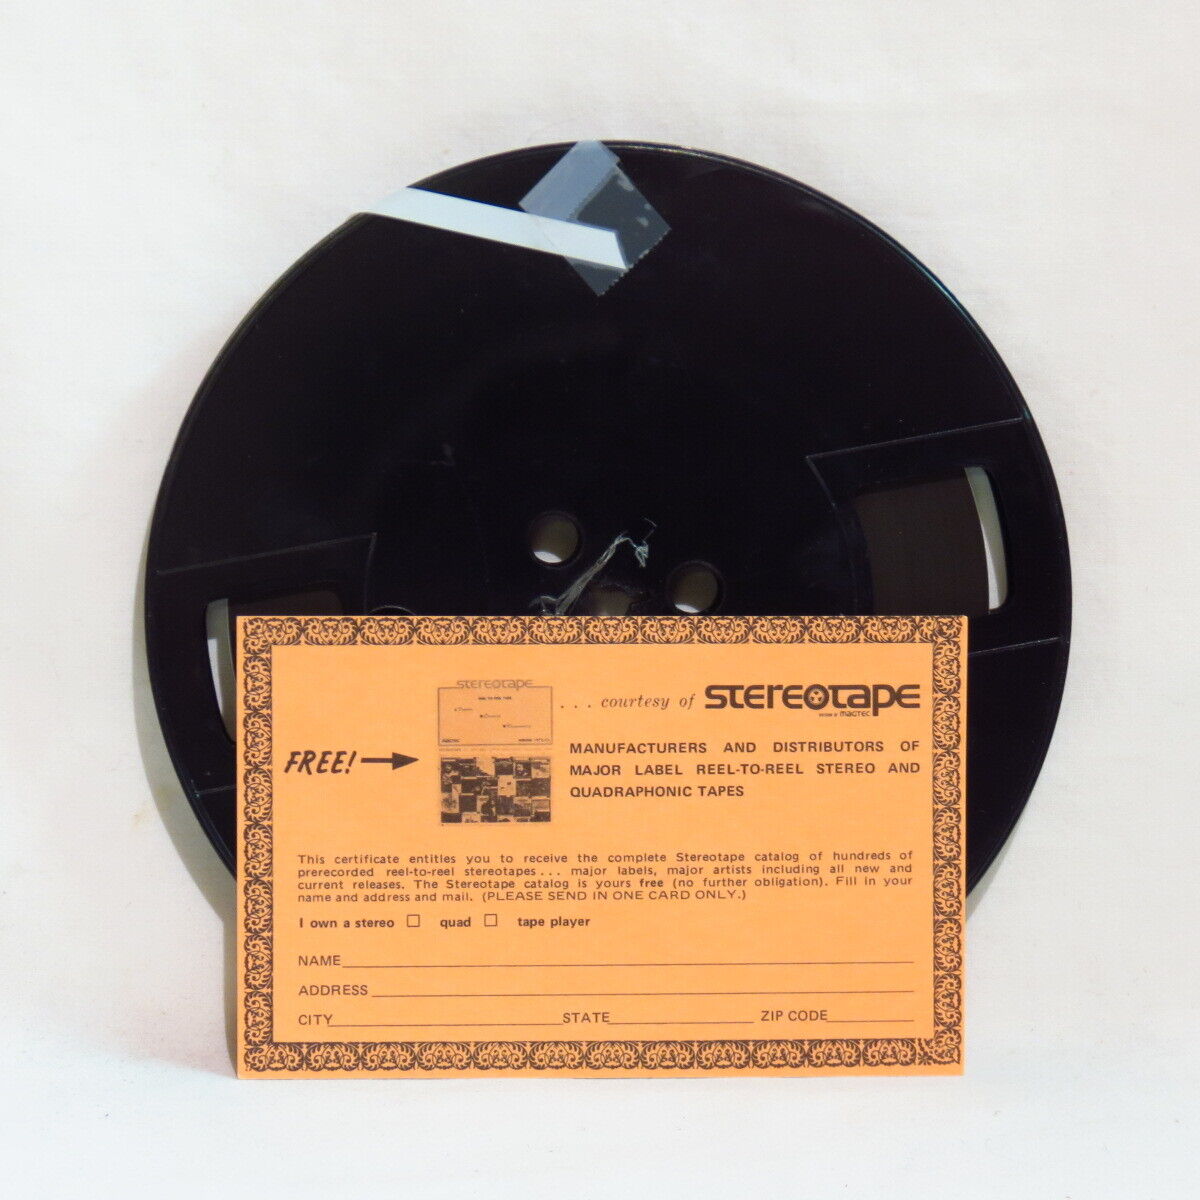 stereotape
. . . courtesy of stereotape
DIVISION OF MAGTEC
FREE!
MANUFACTURERS AND DISTRIBUTORS OF
MAJOR LABEL REEL-TO-REEL STEREO AND
QUADRAPHONIC TAPES
This certificate entitles you to receive the complete Stereotape catalog of hundreds of
prerecorded reel-to-reel stereotapes . . . major labels, major artists including all new and
current releases. The Stereotape catalog is yours free (no further obligation). Fill in your
name and address and mail. (PLEASE SEND IN ONE CARD ONLY.)
I own a stereo □ quad □ tape player
NAME
ADDRESS
CITY STATE ZIP CODE